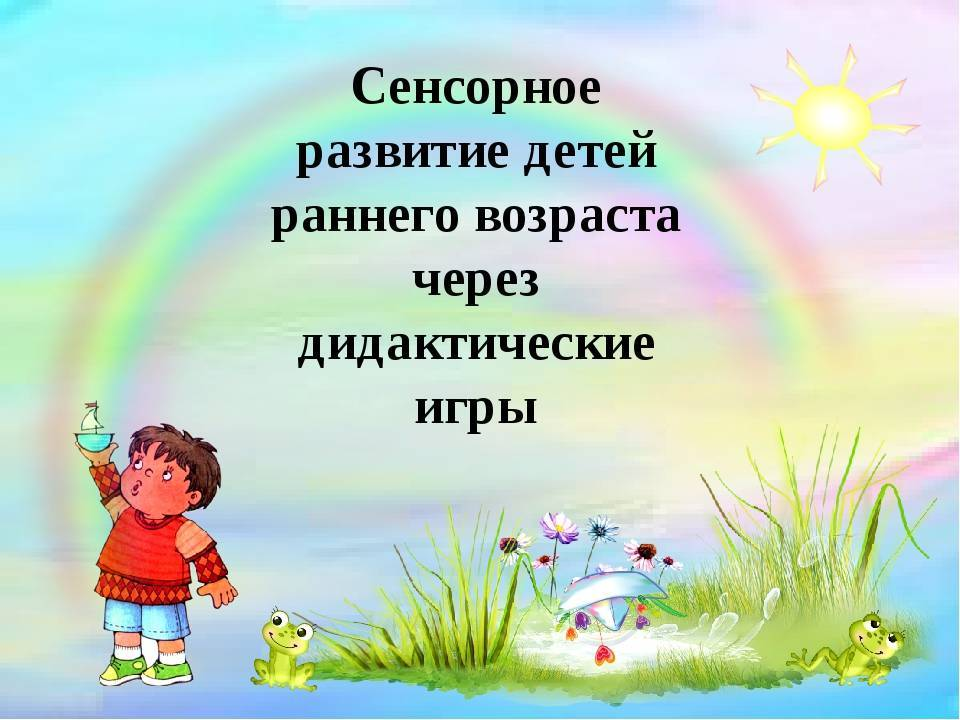 Сенсорное
развитие детей
раннего возраста
через
дидактические
игры